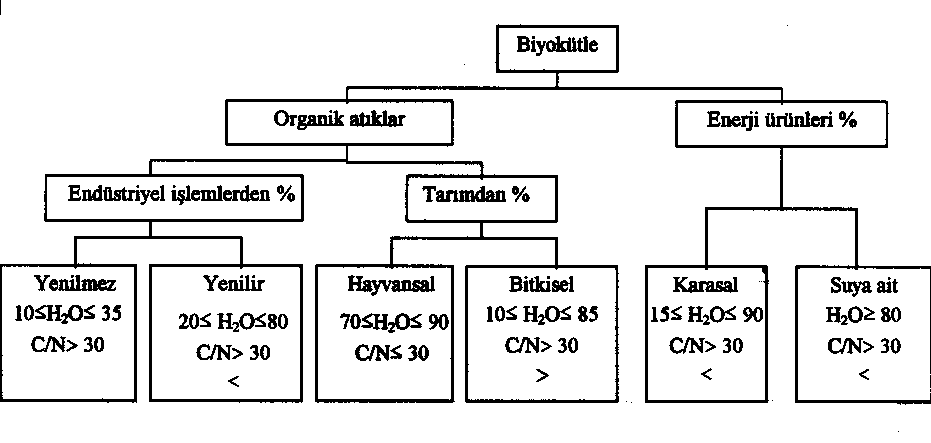 Biyokütle
Organik atıklar
Enerji ürünleri %
Endüstriyel işlemlerden %
Tarımdan %
Yenilmez
10≤H₂O≤ 35
C/N> 30
Yenilir
20≤ H₂O≤80
C/N> 30
<
Hayvansal
70≤H₂O≤ 90
C/N≤ 30
Bitkisel
10≤ H₂O≤ 85
C/N> 30
>
Karasal
15≤ H₂O≤ 90
C/N> 30
<
Suya ait
H₂O≥ 80
C/N> 30
<